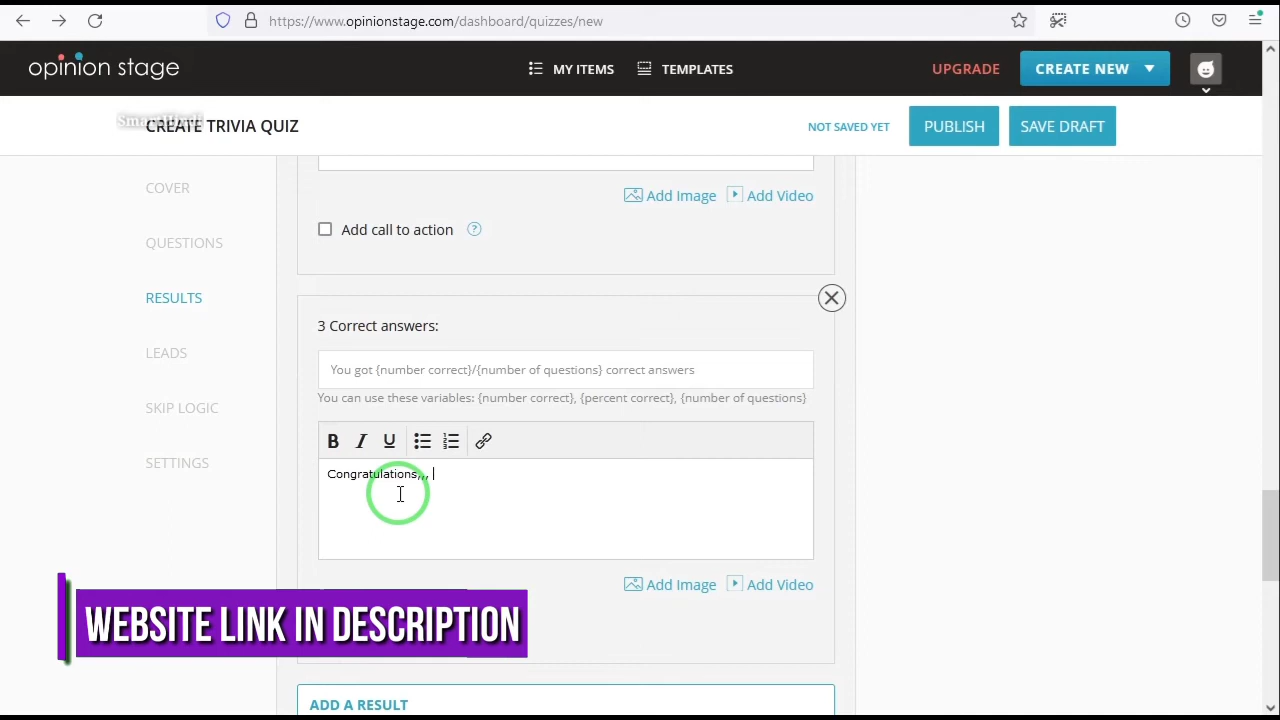 https://www.opinionstage.com/dashboard/quizzes/new
opinion stage
MY ITEMS
TEMPLATES
UPGRADE
CREATE NEW
CREATE TRIVIA QUIZ
NOT SAVED YET
PUBLISH
SAVE DRAFT
COVER
QUESTIONS
RESULTS
LEADS
SKIP LOGIC
SETTINGS
Add Image
Add Video
Add call to action ?
3 Correct answers:
You got {number correct}/{number of questions} correct answers
You can use these variables: {number correct}, {percent correct}, {number of questions}
B I U
Congratulations,,,
Add Image
Add Video
WEBSITE LINK IN DESCRIPTION
ADD A RESULT